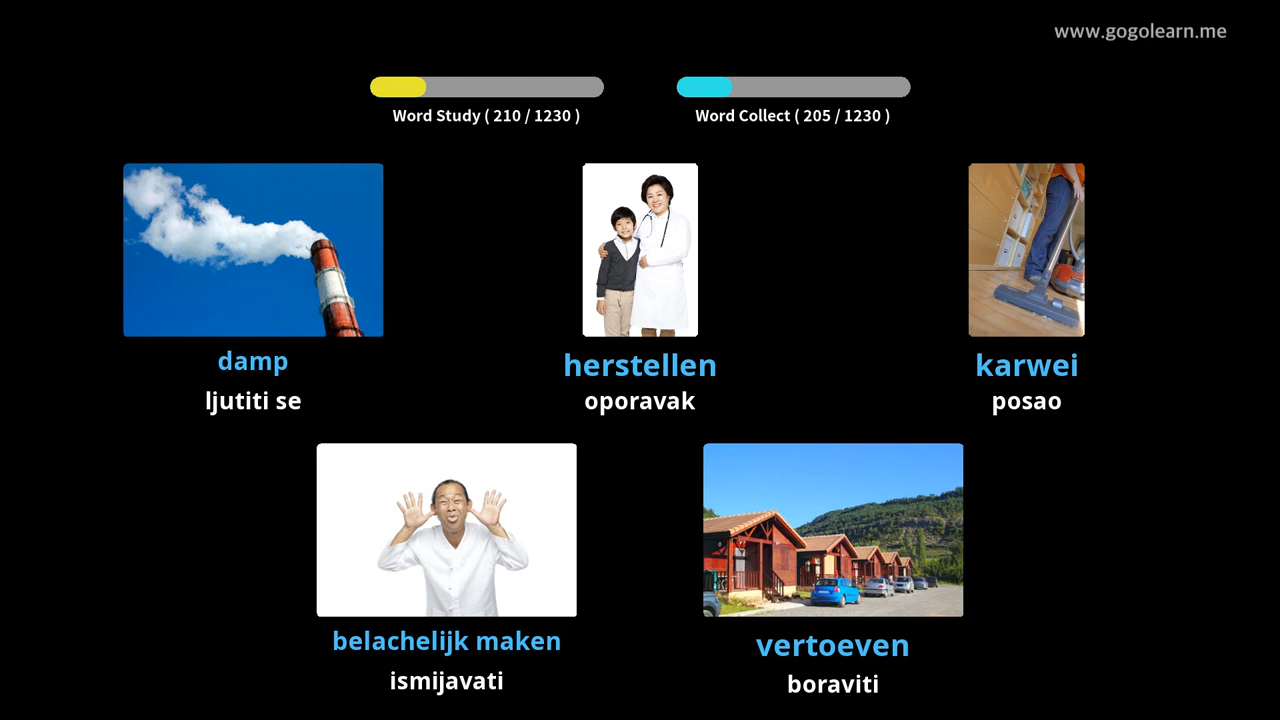 www.gogolearn.me
Word Study ( 210 / 1230 )
Word Collect ( 205 / 1230 )
damp
ljutiti se
herstellen
oporavak
karwei
posao
belachelijk maken
ismijavati
vertoeven
boraviti